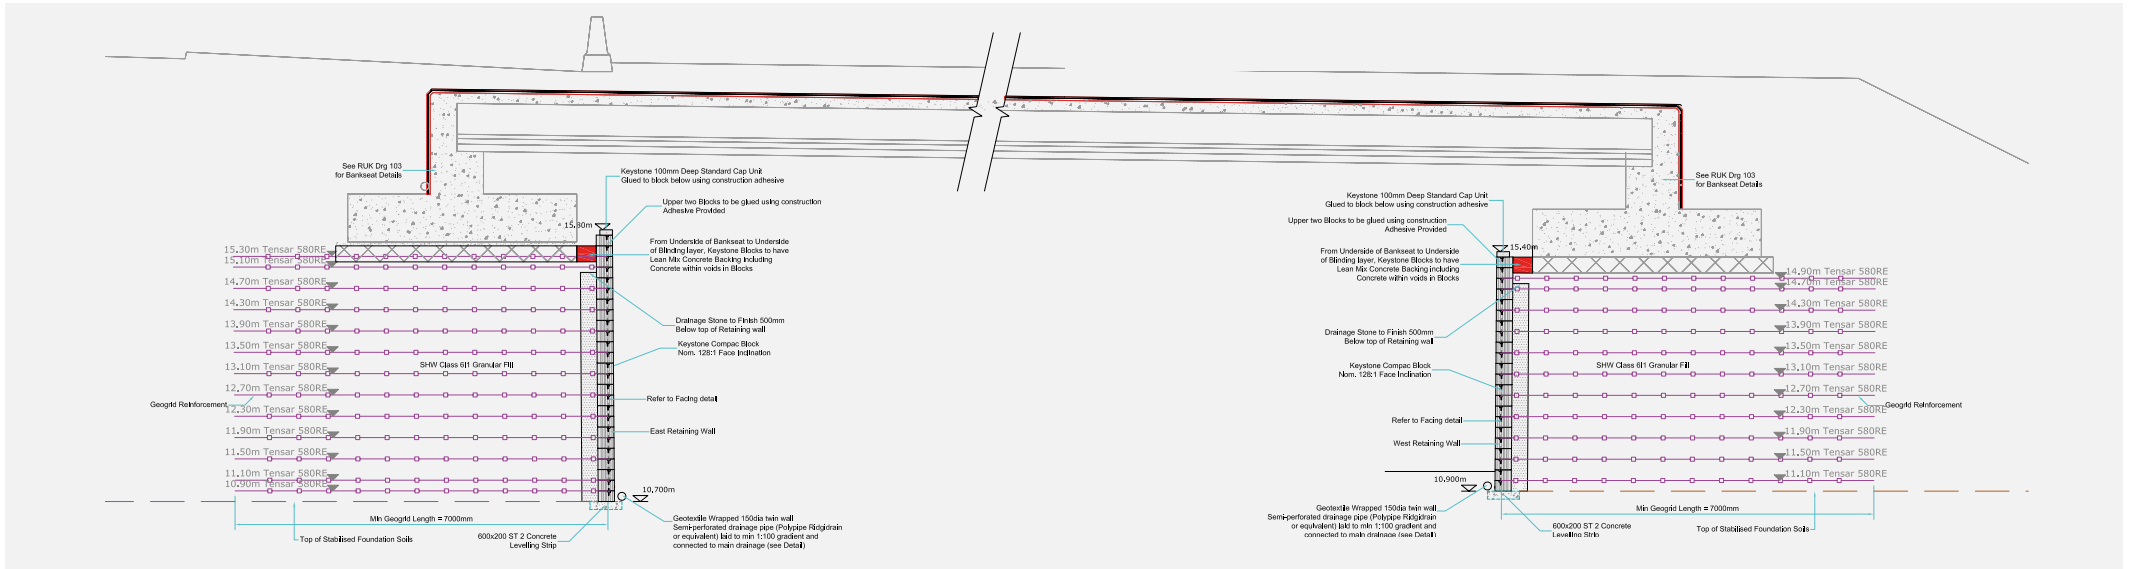 See RUK Drg 103
for Bankseat Details
Keystone 100mm Deep Standard Cap Unit
Glued to block below using construction adhesive
Upper two Blocks to be glued using construction
Adhesive Provided
From Underside of Bankseat to Underside
of Blinding layer, Keystone Blocks to have
Lean Mix Concrete Backing including
Concrete within voids in Blocks
Drainage Stone to Finish 500mm
Below top of Retaining wall
Keystone Compac Block
Nom. 128:1 Face Inclination
Refer to Facing detail
East Retaining Wall
10.700m
Geotextile Wrapped 150dia twin wall
Semi-perforated drainage pipe (Polypipe Ridgidrain
or equivalent) laid to min 1:100 gradient and
connected to main drainage (see Detail)
600x200 ST 2 Concrete
Levelling Strip
15.30m Tensar 580RE
15.10m Tensar 580RE
14.70m Tensar 580RE
14.30m Tensar 580RE
13.90m Tensar 580RE
13.50m Tensar 580RE
13.10m Tensar 580RE
12.70m Tensar 580RE
12.30m Tensar 580RE
11.90m Tensar 580RE
11.50m Tensar 580RE
11.10m Tensar 580RE
10.90m Tensar 580RE
SHW Class 6I1 Granular Fill
Geogrid Reinforcement
Min Geogrid Length = 7000mm
Top of Stabilised Foundation Soils
See RUK Drg 103
for Bankseat Details
Keystone 100mm Deep Standard Cap Unit
Glued to block below using construction adhesive
Upper two Blocks to be glued using construction
Adhesive Provided
15.40m
From Underside of Bankseat to Underside
of Blinding layer, Keystone Blocks to have
Lean Mix Concrete Backing including
Concrete within voids in Blocks
Drainage Stone to Finish 500mm
Below top of Retaining wall
Keystone Compac Block
Nom. 128:1 Face Inclination
Refer to Facing detail
West Retaining Wall
10.900m
Geotextile Wrapped 150dia twin wall
Semi-perforated drainage pipe (Polypipe Ridgidrain
or equivalent) laid to min 1:100 gradient and
connected to main drainage (see Detail)
600x200 ST 2 Concrete
Levelling Strip
14.90m Tensar 580RE
14.70m Tensar 580RE
14.30m Tensar 580RE
13.90m Tensar 580RE
13.50m Tensar 580RE
13.10m Tensar 580RE
12.70m Tensar 580RE
12.30m Tensar 580RE
11.90m Tensar 580RE
11.50m Tensar 580RE
11.10m Tensar 580RE
SHW Class 6I1 Granular Fill
Geogrid Reinforcement
Min Geogrid Length = 7000mm
Top of Stabilised Foundation Soils